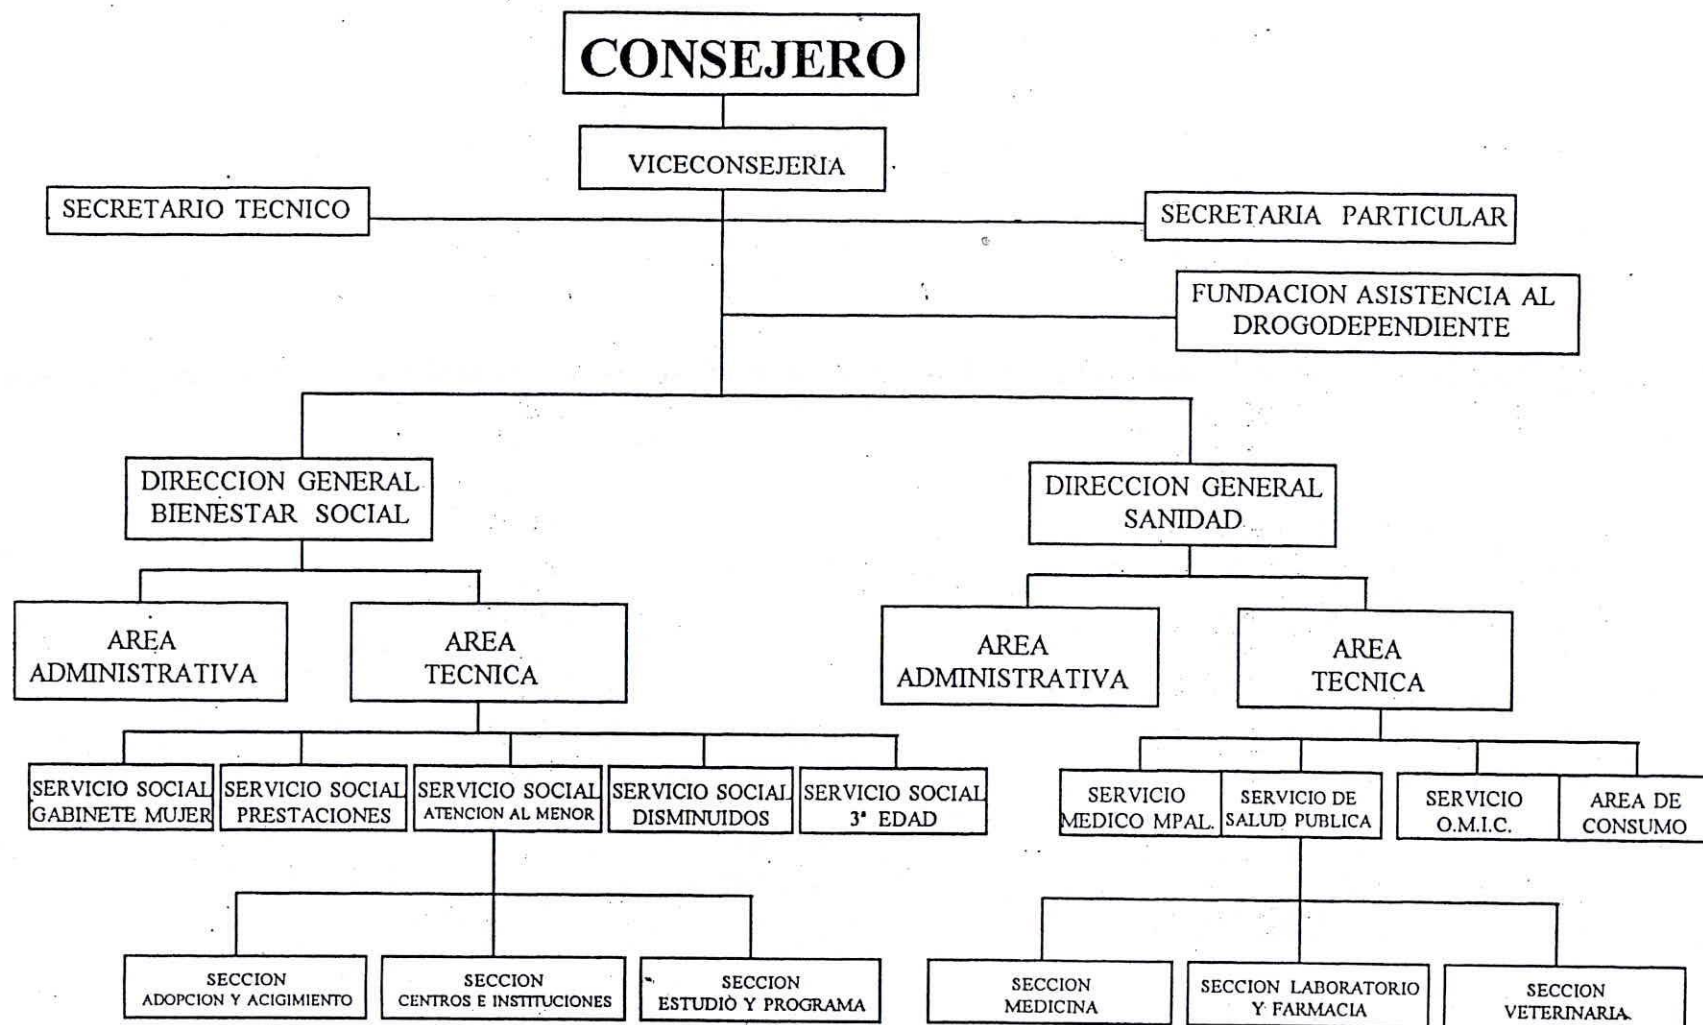 CONSEJERO
VICECONSEJERIA
SECRETARIO TECNICO
SECRETARIA PARTICULAR
FUNDACION ASISTENCIA AL
DROGODEPENDIENTE
DIRECCION GENERAL
BIENESTAR SOCIAL
DIRECCION GENERAL
SANIDAD
AREA
ADMINISTRATIVA
AREA
TECNICA
AREA
ADMINISTRATIVA
AREA
TECNICA
SERVICIO SOCIAL
GABINETE MUJER
SERVICIO SOCIAL
PRESTACIONES
SERVICIO SOCIAL
ATENCION AL MENOR
SERVICIO SOCIAL
DISMINUIDOS
SERVICIO SOCIAL
3ª EDAD
SERVICIO
MEDICO MPAL.
SERVICIO DE
SALUD PUBLICA
SERVICIO
O.M.I.C.
AREA DE
CONSUMO
SECCION
ADOPCION Y ACIGIMIENTO
SECCION
CENTROS E INSTITUCIONES
SECCION
ESTUDIO Y PROGRAMA
SECCION
MEDICINA
SECCION LABORATORIO
Y FARMACIA
SECCION
VETERINARIA